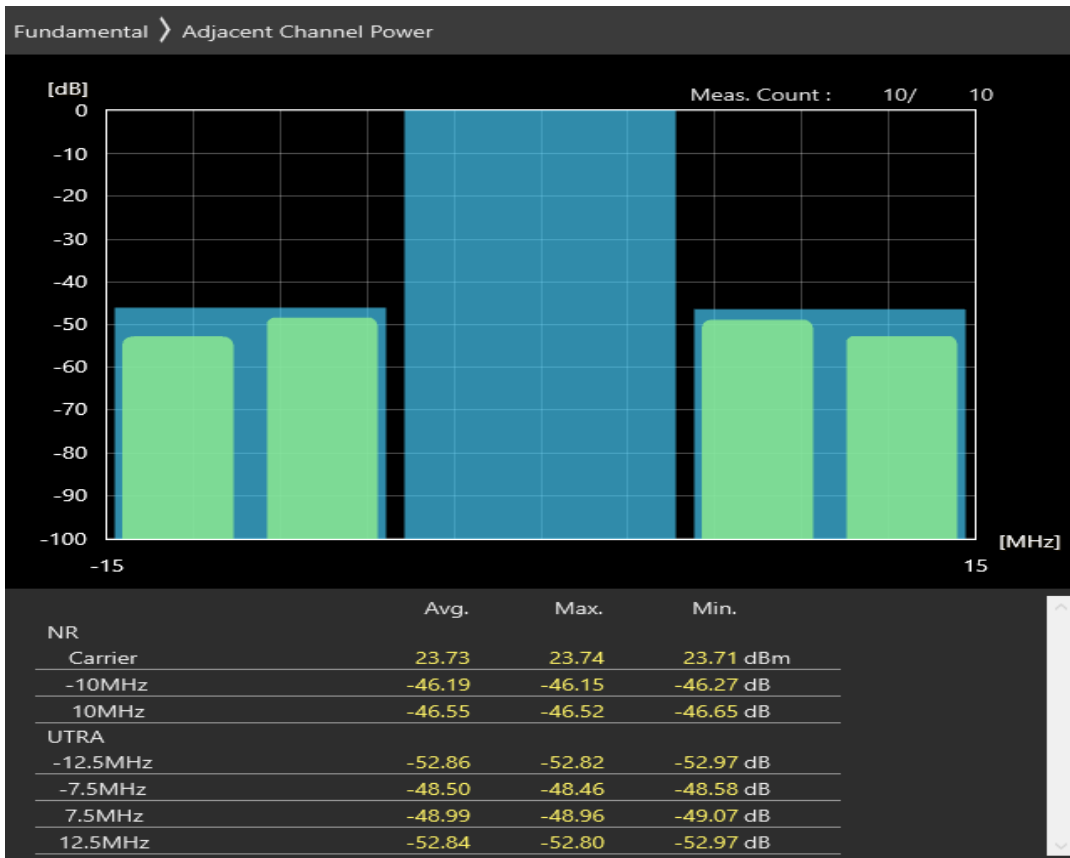 Fundamental 〉 Adjacent Channel Power
[dB]
Meas. Count : 10/ 10
0
-10
-20
-30
-40
-50
-60
-70
-80
-90
-100
[MHz]
-15 15
Avg. Max. Min.
NR
Carrier 23.73 23.74 23.71 dBm
-10MHz -46.19 -46.15 -46.27 dB
10MHz -46.55 -46.52 -46.65 dB
UTRA
-12.5MHz -52.86 -52.82 -52.97 dB
-7.5MHz -48.50 -48.46 -48.58 dB
7.5MHz -48.99 -48.96 -49.07 dB
12.5MHz -52.84 -52.80 -52.97 dB